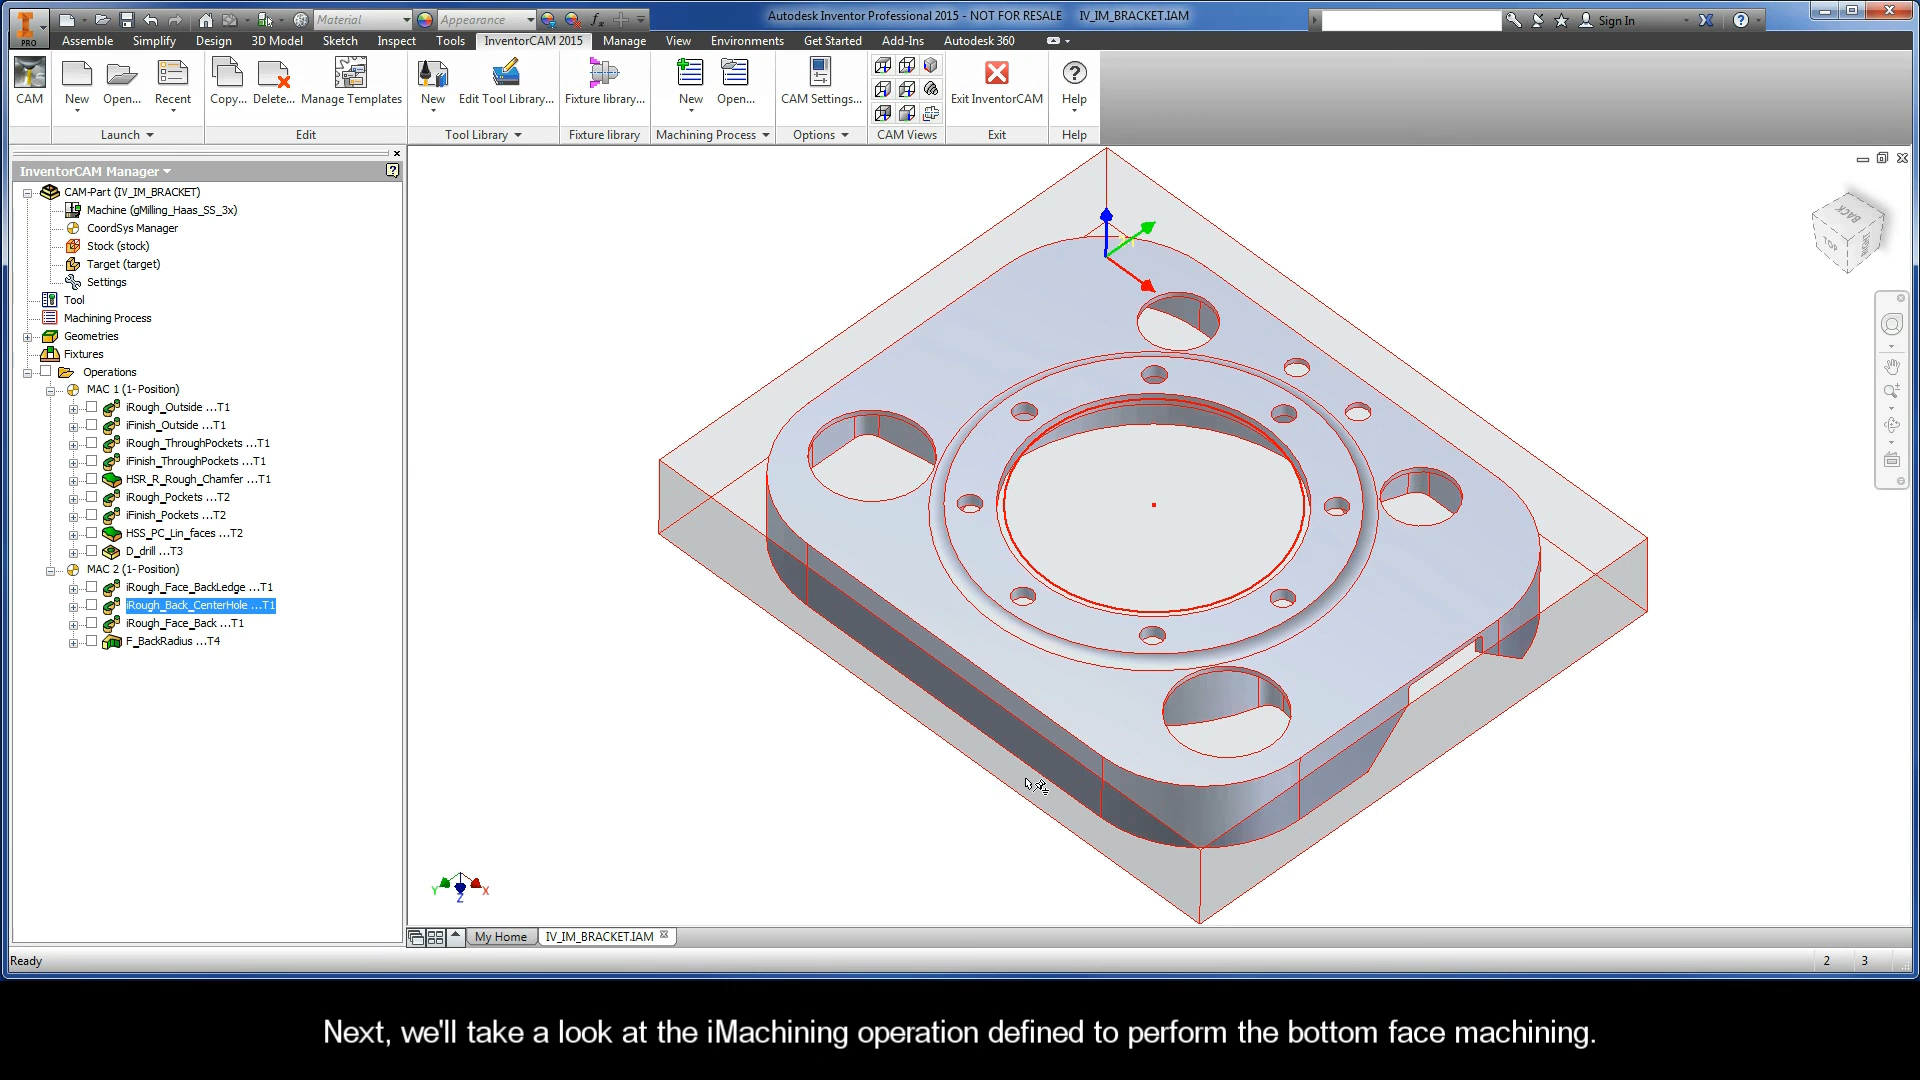 Material
Appearance
Autodesk Inventor Professional 2015 - NOT FOR RESALE IV_IM_BRACKET.IAM
Sign In
PRO
Assemble Simplify Design 3D Model Sketch Inspect Tools InventorCAM 2015 Manage View Environments Get Started Add-Ins Autodesk 360
CAM New Open... Recent Copy... Delete... Manage Templates New Edit Tool Library... Fixture library... New Open... CAM Settings... Exit InventorCAM Help
Launch Edit Tool Library Fixture library Machining Process Options CAM Views Exit Help
InventorCAM Manager
CAM-Part (IV_IM_BRACKET)
Machine (gMilling_Haas_SS_3x)
CoordSys Manager
Stock (stock)
Target (target)
Settings
Tool
Machining Process
Geometries
Fixtures
Operations
MAC 1 (1- Position)
iRough_Outside ...T1
iFinish_Outside ...T1
iRough_ThroughPockets ...T1
iFinish_ThroughPockets ...T1
HSR_R_Rough_Chamfer ...T1
iRough_Pockets ...T2
iFinish_Pockets ...T2
HSS_PC_Lin_faces ...T2
D_drill ...T3
MAC 2 (1- Position)
iRough_Face_BackLedge ...T1
iRough_Back_CenterHole ...T1
iRough_Face_Back ...T1
F_BackRadius ...T4
BACK
TOP
Y X
Z
My Home IV_IM_BRACKET.IAM
Ready
2 3
Next, we'll take a look at the iMachining operation defined to perform the bottom face machining.